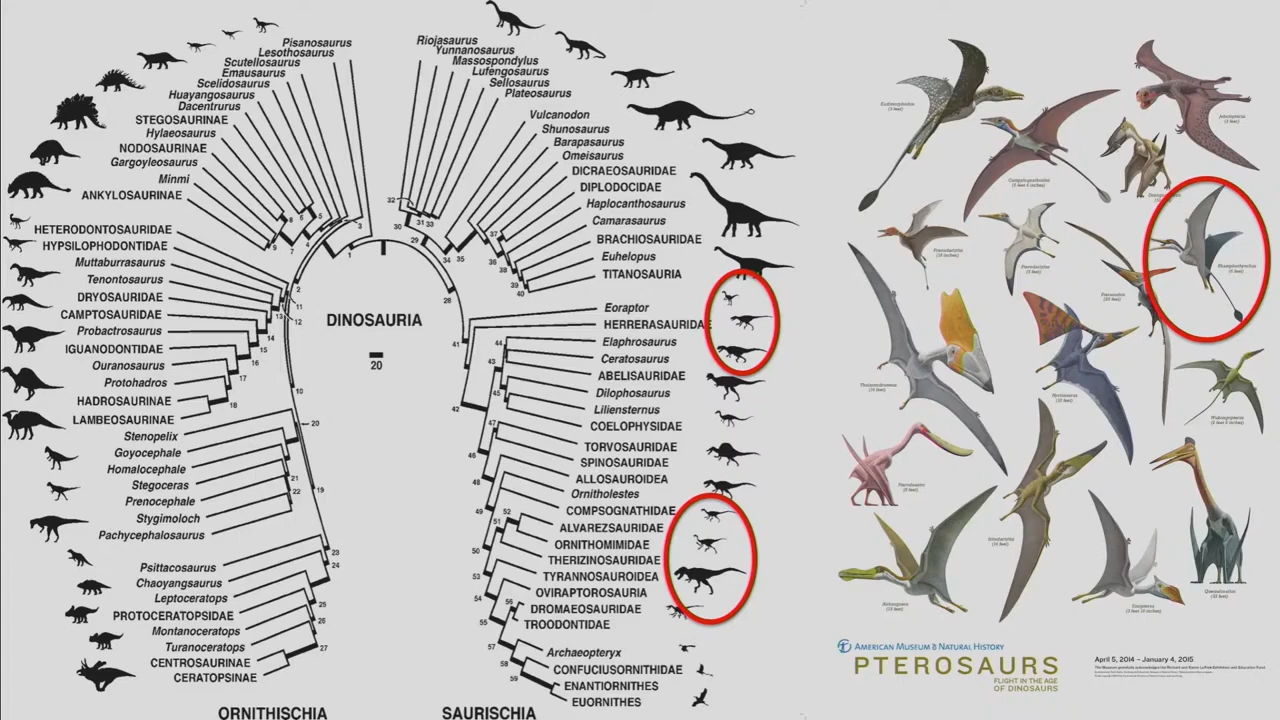 Pisanosaurus
Lesothosaurus
Scutellosaurus
Emausaurus
Scelidosaurus
Huayangosaurus
Dacentrurus
STEGOSAURINAE
Hylaeosaurus
NODOSAURINAE
Gargoyleosaurus
Minmi
ANKYLOSAURINAE
HETERODONTOSAURIDAE
HYPSILOPHODONTIDAE
Muttaburrasaurus
Tenontosaurus
DRYOSAURIDAE
CAMPTOSAURIDAE
Probactrosaurus
IGUANODONTIDAE
Ouranosaurus
Protohadros
HADROSAURINAE
LAMBEOSAURINAE
Stenopelix
Goyocephale
Homalocephale
Stegoceras
Prenocephale
Stygimoloch
Pachycephalosaurus
Psittacosaurus
Chaoyangsaurus
Leptoceratops
PROTOCERATOPSIDAE
Montanoceratops
Turanoceratops
CENTROSAURINAE
CERATOPSINAE
ORNITHISCHIA
DINOSAURIA
20
Riojasaurus
Yunnanosaurus
Massospondylus
Lufengosaurus
Sellosaurus
Plateosaurus
Vulcanodon
Shunosaurus
Barapasaurus
Omeisaurus
DICRAEOSAURIDAE
DIPLODOCIDAE
Haplocanthosaurus
Camarasaurus
BRACHIOSAURIDAE
Euhelopus
TITANOSAURIA
Eoraptor
HERRERASAURIDAE
Elaphrosaurus
Ceratosaurus
ABELISAURIDAE
Dilophosaurus
Liliensternus
COELOPHYSIDAE
TORVOSAURIDAE
SPINOSAURIDAE
ALLOSAUROIDEA
Ornitholestes
COMPSOGNATHIDAE
ALVAREZSAURIDAE
ORNITHOMIMIDAE
THERIZINOSAURIDAE
TYRANNOSAUROIDEA
OVIRAPTOROSAURIA
DROMAEOSAURIDAE
TROODONTIDAE
Archaeopteryx
CONFUCIUSORNITHIDAE
ENANTIORNITHES
EUORNITHES
SAURISCHIA
AMERICAN MUSEUM & NATURAL HISTORY
PTEROSAURS
FLIGHT IN THE AGE
OF DINOSAURS
April 5, 2014 – January 4, 2015